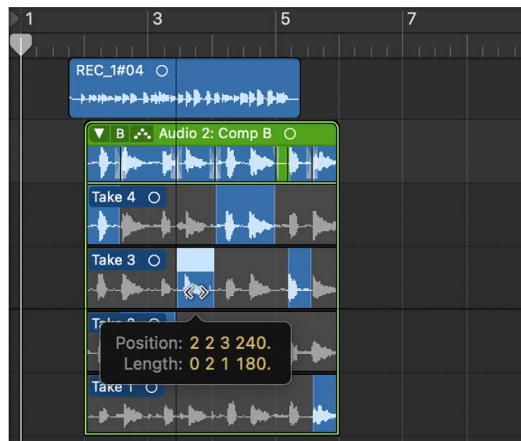 1 3 5 7
REC_1#04
B Audio 2: Comp B
Take 4
Take 3
Position: 2 2 3 240.
Length: 0 2 1 180.
Take 1